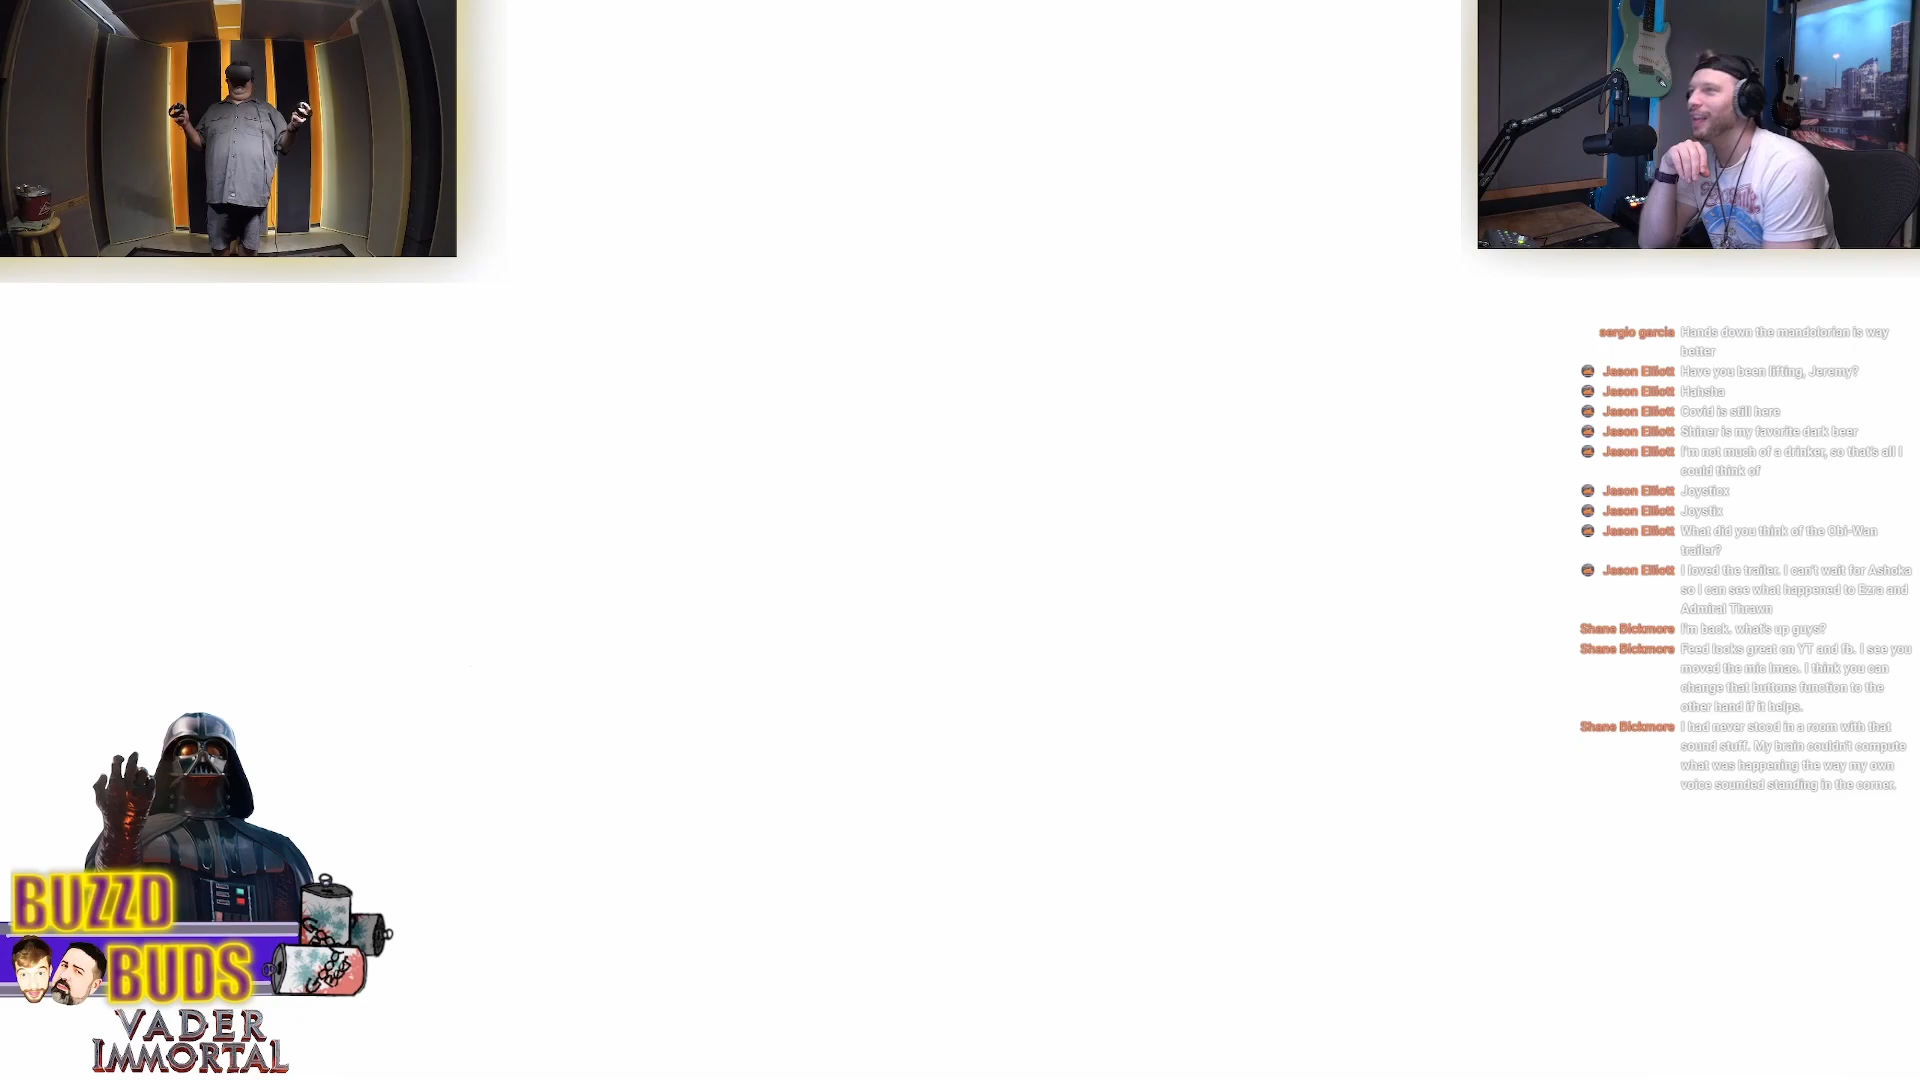 sergio garcia Hands down the mandolorian is way
better
Jason Elliott Have you been lifting, Jeremy?
Jason Elliott Hahsha
Jason Elliott Covid is still here
Jason Elliott Shiner is my favorite dark beer
Jason Elliott I'm not much of a drinker, so that's all I
could think of
Jason Elliott Joysticx
Jason Elliott Joystix
Jason Elliott What did you think of the Obi-Wan
trailer?
Jason Elliott I loved the trailer. I can't wait for Ashoka
so I can see what happened to Ezra and
Admiral Thrawn
Shane Bickmore I'm back. what's up guys?
Shane Bickmore Feed looks great on YT and fb. I see you
moved the mic lmao. I think you can
change that buttons function to the
other hand if it helps.
Shane Bickmore I had never stood in a room with that
sound stuff. My brain couldn't compute
what was happening the way my own
voice sounded standing in the corner.
BUZZD
BUDS
VADER
IMMORTAL